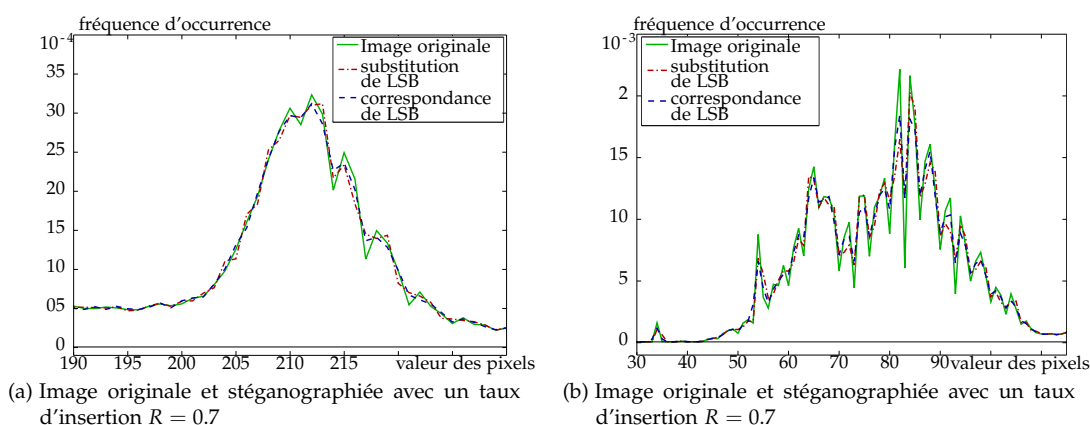 fréquence d'occurrence
10-4
35
30
25
20
15
10
05
0
190
195
200
205
210
215
valeur des pixels
Image originale
substitution
de LSB
correspondance
de LSB
(a) Image originale et stéganographiée avec un taux
d'insertion R = 0.7
fréquence d'occurrence
10-3
2
15
10
5
0
30
40
50
60
70
80
90
valeur des pixels
Image originale
substitution
de LSB
correspondance
de LSB
(b) Image originale et stéganographiée avec un taux
d'insertion R = 0.7